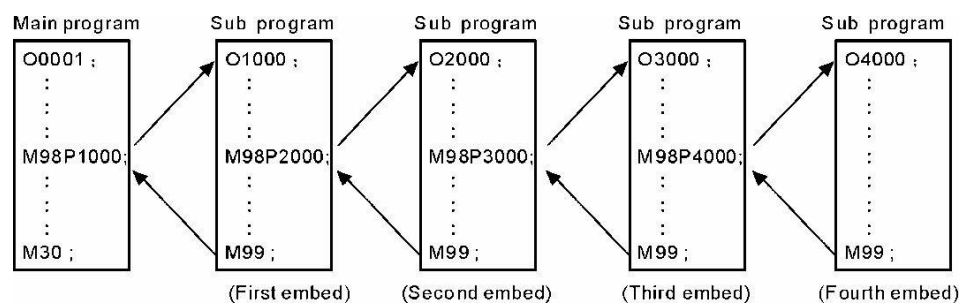 Main program
O0001 ;
:
:
M98P1000;
:
:
M30 ;
Sub program
O1000 ;
:
:
M98P2000;
:
:
M99 ;
(First embed)
Sub program
O2000 ;
:
:
M98P3000;
:
:
M99 ;
(Second embed)
Sub program
O3000 ;
:
:
M98P4000;
:
:
M99 ;
(Third embed)
Sub program
O4000 ;
:
:
:
:
M99 ;
(Fourth embed)